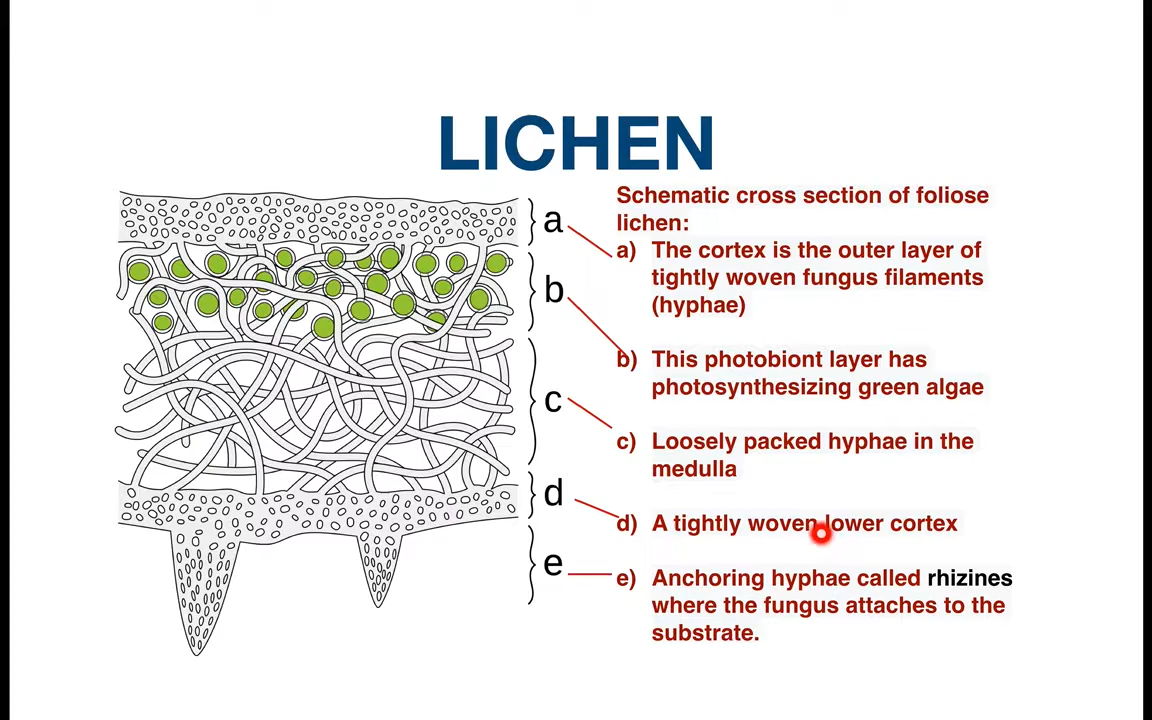 LICHEN
Schematic cross section of foliose
lichen:
a
a) The cortex is the outer layer of
tightly woven fungus filaments
(hyphae)
b
b) This photobiont layer has
photosynthesizing green algae
c
c) Loosely packed hyphae in the
medulla
d
d) A tightly woven lower cortex
e
e) Anchoring hyphae called rhizines
where the fungus attaches to the
substrate.